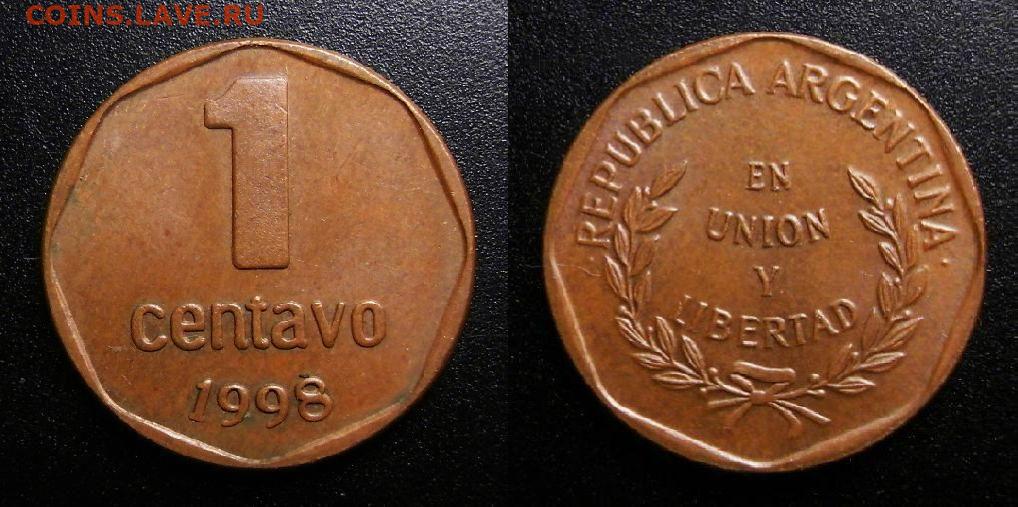 COINS.LAVE.RU
1
centavo
1998
·REPUBLICA ARGENTINA·
EN
UNION
Y
LIBERTAD